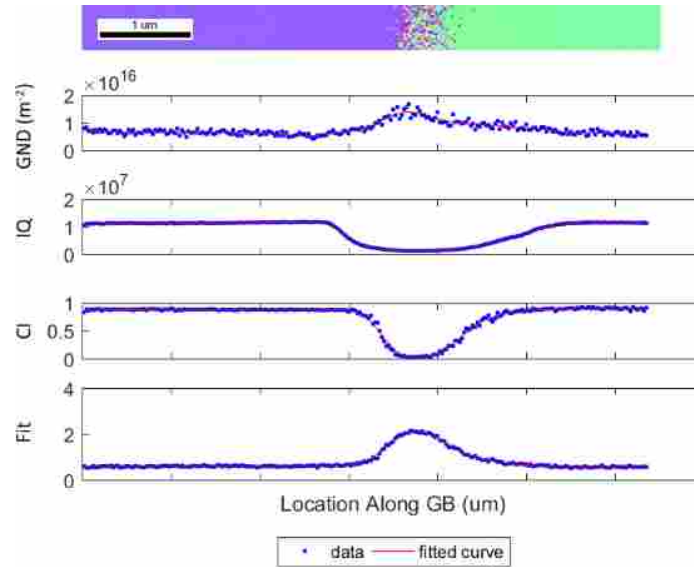 1 um
×10^16
2
1
0
GND (m⁻²)
×10^7
2
1
0
IQ
1
0.5
0
CI
4
2
0
Fit
Location Along GB (um)
data fitted curve